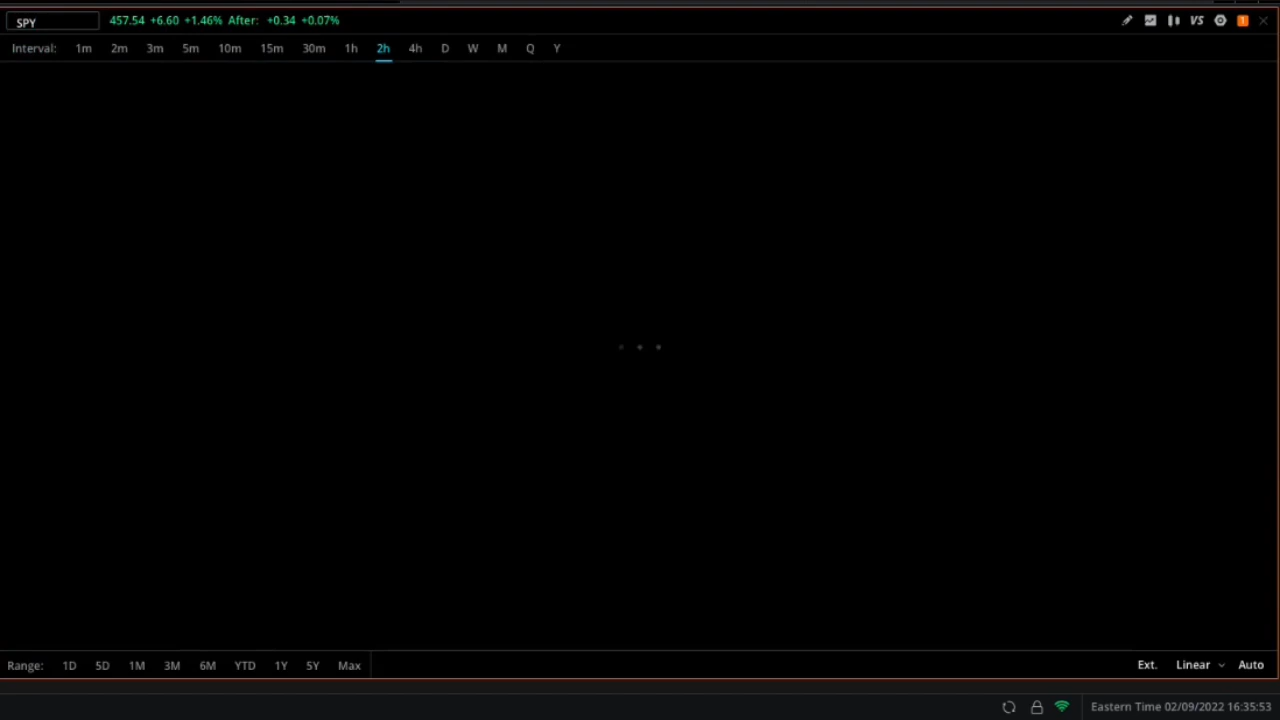 SPY 457.54 +6.60 +1.46% After: +0.34 +0.07% VS 1
Interval: 1m 2m 3m 5m 10m 15m 30m 1h 2h 4h D W M Q Y
Range: 1D 5D 1M 3M 6M YTD 1Y 5Y Max Ext. Linear Auto
Eastern Time 02/09/2022 16:35:53